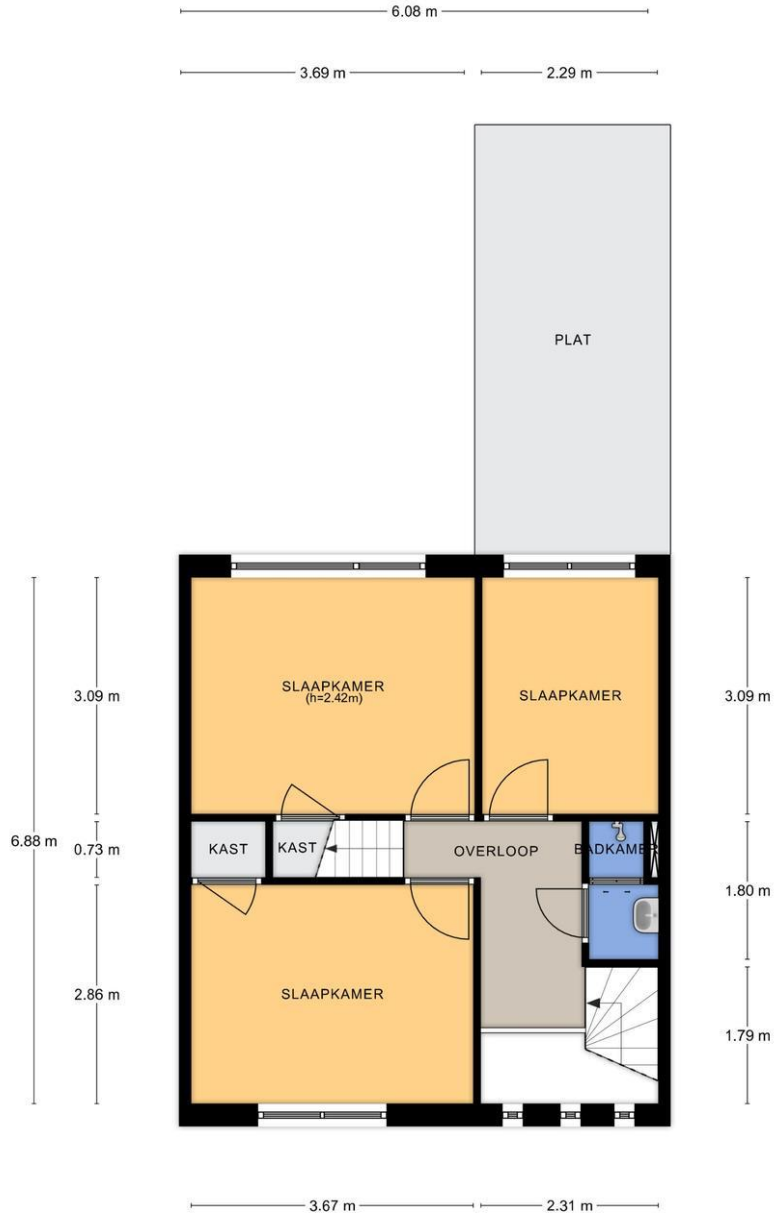 6.08 m
3.69 m
2.29 m
PLAT
SLAAPKAMER
(h=2.42m)
SLAAPKAMER
3.09 m
3.09 m
6.88 m
0.73 m
KAST
KAST
OVERLOOP
BADKAMER
1.80 m
2.86 m
SLAAPKAMER
1.79 m
3.67 m
2.31 m